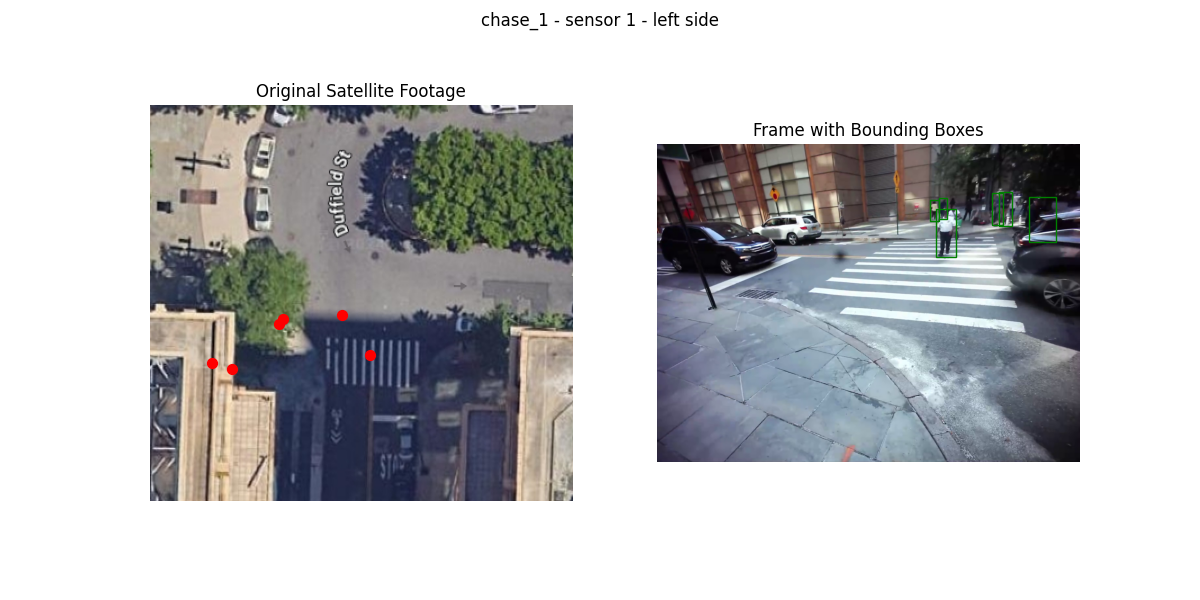 chase_1 - sensor 1 - left side
Original Satellite Footage
Frame with Bounding Boxes
Duffield St